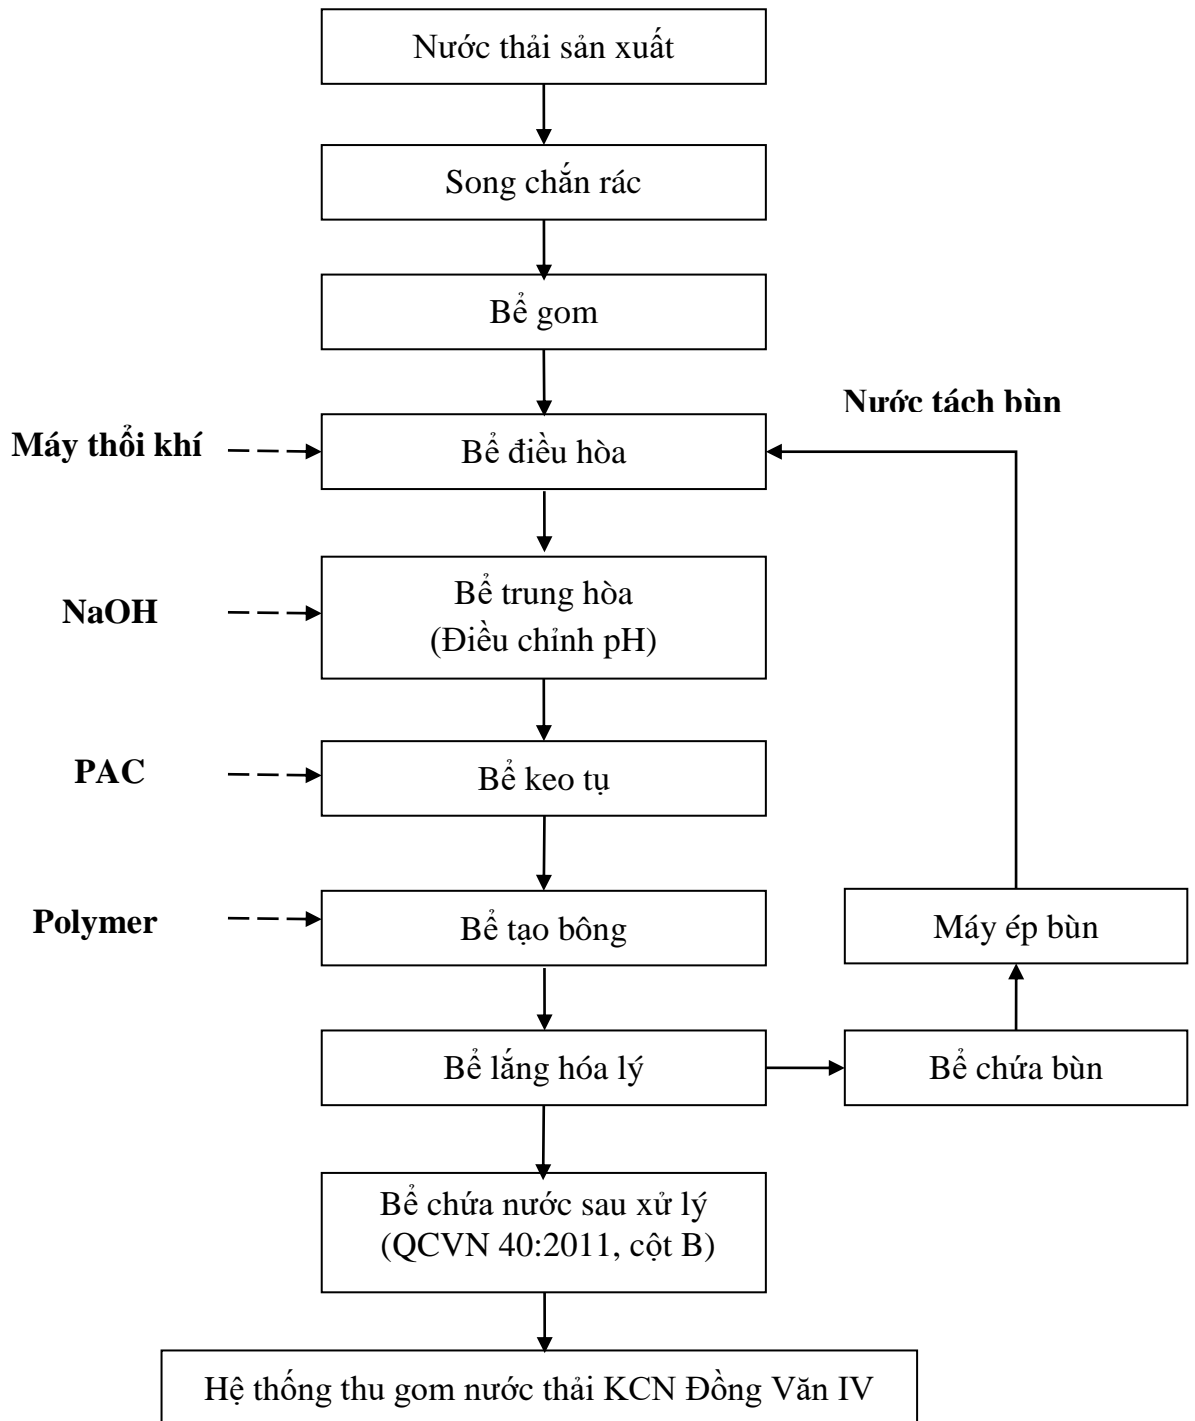 Nước thải sản xuất
Song chắn rác
Bể gom
Nước tách bùn
Máy thổi khí
Bể điều hòa
NaOH
Bể trung hòa
(Điều chỉnh pH)
PAC
Bể keo tụ
Polymer
Bể tạo bông
Máy ép bùn
Bể lắng hóa lý
Bể chứa bùn
Bể chứa nước sau xử lý
(QCVN 40:2011, cột B)
Hệ thống thu gom nước thải KCN Đồng Văn IV